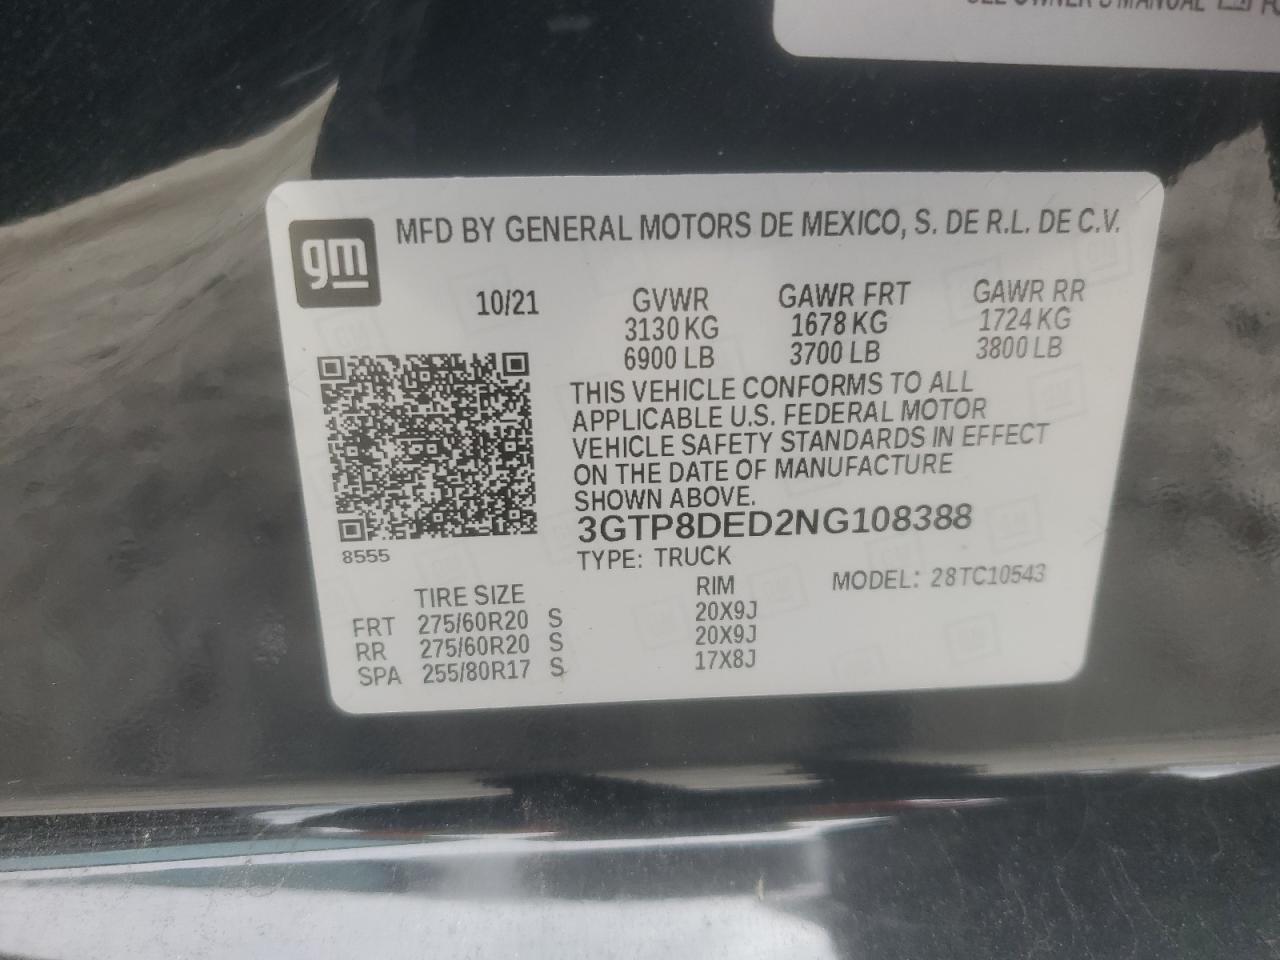 SEE OWNER'S MANUAL
gm
MFD BY GENERAL MOTORS DE MEXICO, S. DE R.L. DE C.V.
10/21 GVWR GAWR FRT GAWR RR
3130 KG 1678 KG 1724 KG
6900 LB 3700 LB 3800 LB
THIS VEHICLE CONFORMS TO ALL
APPLICABLE U.S. FEDERAL MOTOR
VEHICLE SAFETY STANDARDS IN EFFECT
ON THE DATE OF MANUFACTURE
SHOWN ABOVE.
3GTP8DED2NG108388
8555
TYPE: TRUCK MODEL: 28TC10543
TIRE SIZE RIM
FRT 275/60R20 S 20X9J
RR 275/60R20 S 20X9J
SPA 255/80R17 S 17X8J